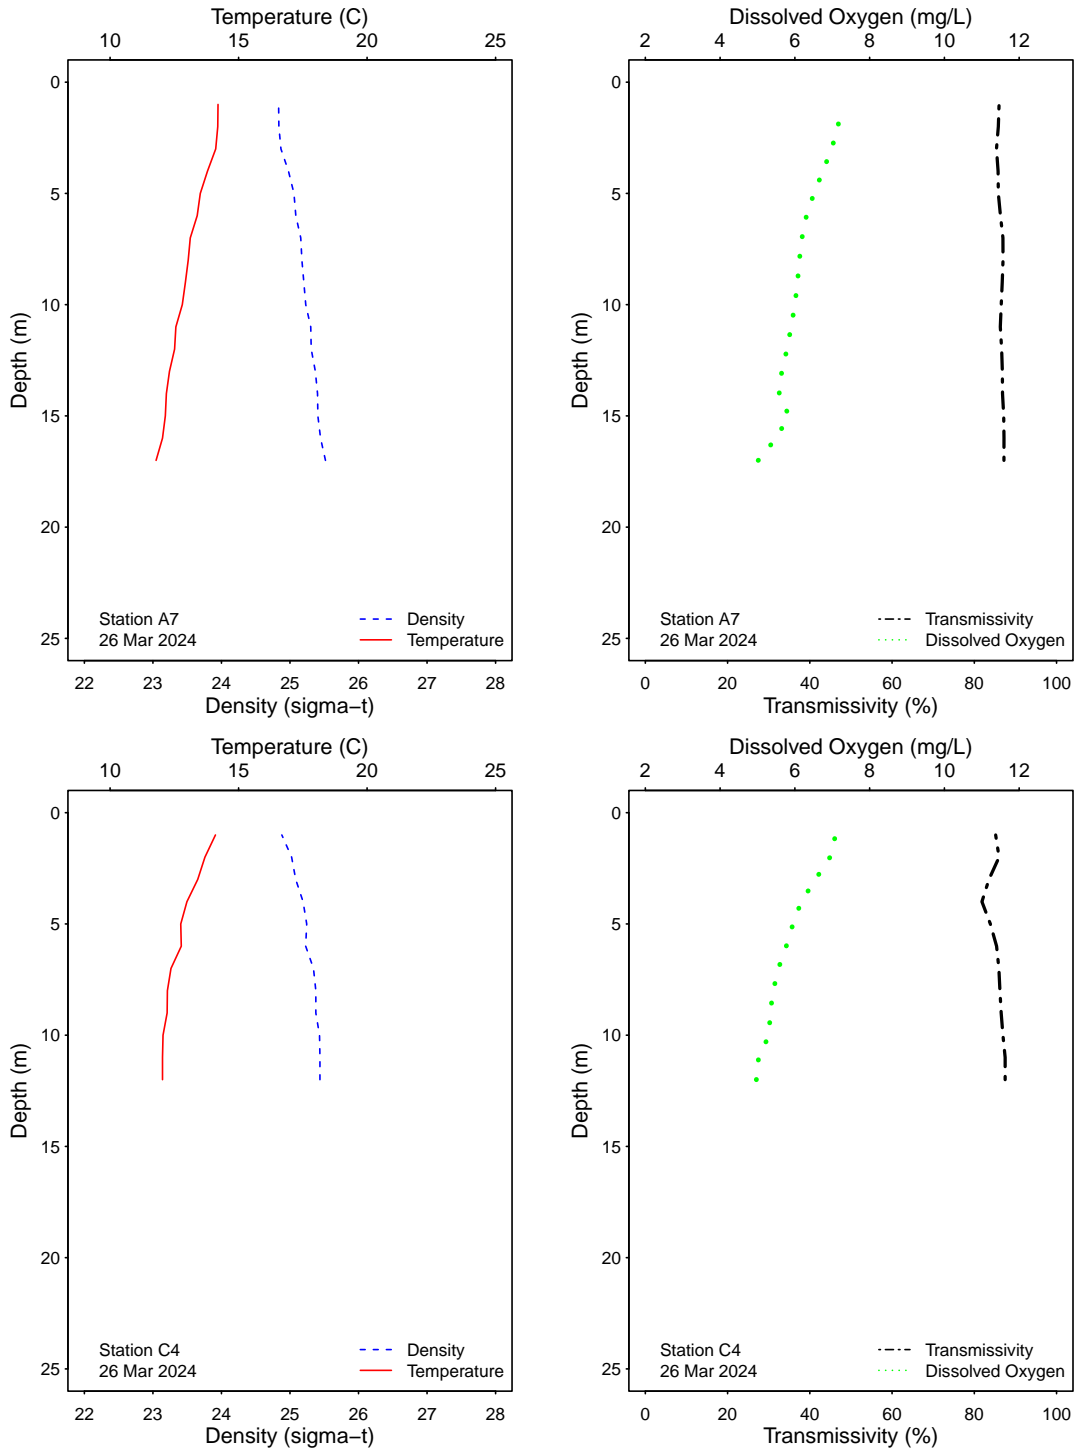 Temperature (C)
10 15 20 25
0
5
10
15
20
25
Depth (m)
Station A7
26 Mar 2024
Density
Temperature
22 23 24 25 26 27 28
Density (sigma−t)
Dissolved Oxygen (mg/L)
2 4 6 8 10 12
0
5
10
15
20
25
Depth (m)
Station A7
26 Mar 2024
Transmissivity
Dissolved Oxygen
0 20 40 60 80 100
Transmissivity (%)
Temperature (C)
10 15 20 25
0
5
10
15
20
25
Depth (m)
Station C4
26 Mar 2024
Density
Temperature
22 23 24 25 26 27 28
Density (sigma−t)
Dissolved Oxygen (mg/L)
2 4 6 8 10 12
0
5
10
15
20
25
Depth (m)
Station C4
26 Mar 2024
Transmissivity
Dissolved Oxygen
0 20 40 60 80 100
Transmissivity (%)